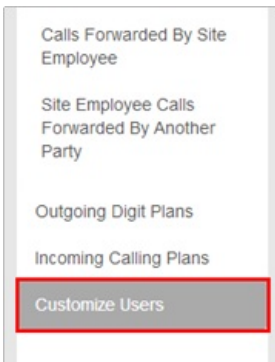 Calls Forwarded By Site
Employee
Site Employee Calls
Forwarded By Another
Party
Outgoing Digit Plans
Incoming Calling Plans
Customize Users